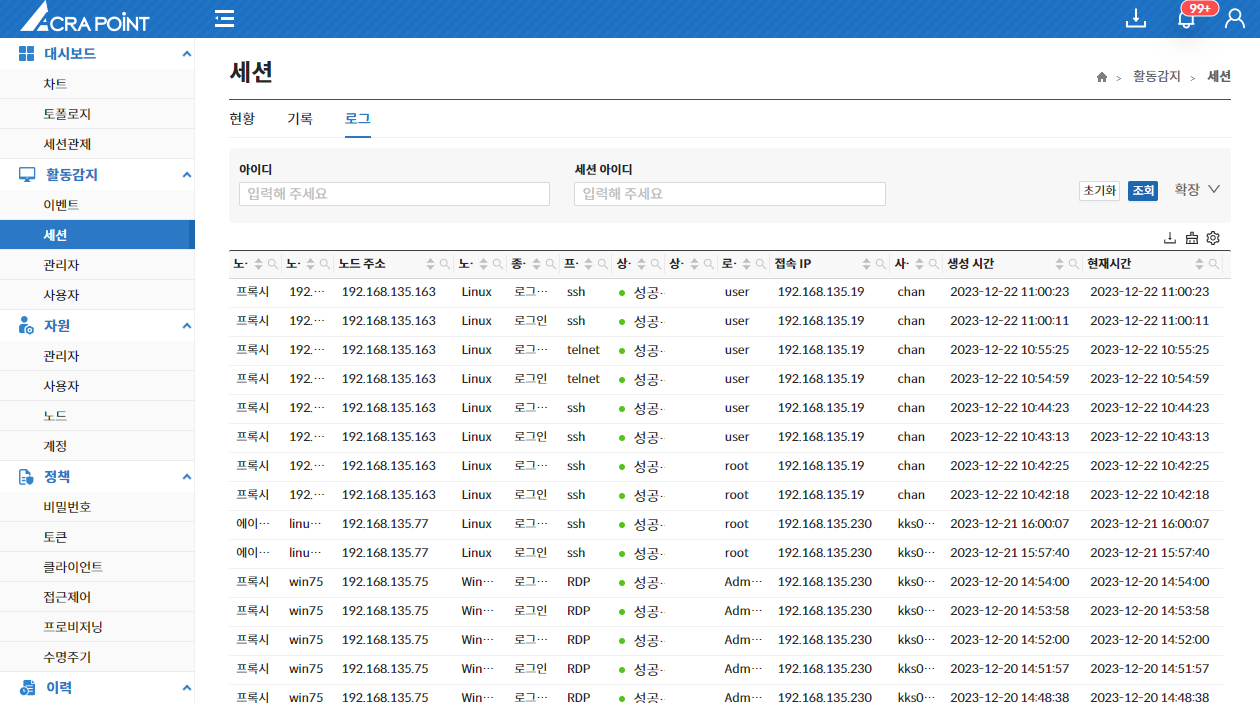 ACRA POINT
99+
대시보드
차트
토폴로지
세션관제
활동감지
이벤트
세션
관리자
사용자
자원
관리자
사용자
노드
계정
정책
비밀번호
토큰
클라이언트
접근제어
프로비저닝
수명주기
이력
세션
> 활동감지 > 세션
현황 기록 로그
아이디 세션 아이디
입력해 주세요 입력해 주세요 초기화 조회 확장
노· 노· 노드 주소 노· 종· 프· 상· 상· 로· 접속 IP 사· 생성 시간 현재시간
프록시 192.··· 192.168.135.163 Linux 로그··· ssh 성공· user 192.168.135.19 chan 2023-12-22 11:00:23 2023-12-22 11:00:23
프록시 192.··· 192.168.135.163 Linux 로그인 ssh 성공· user 192.168.135.19 chan 2023-12-22 11:00:11 2023-12-22 11:00:11
프록시 192.··· 192.168.135.163 Linux 로그··· telnet 성공· user 192.168.135.19 chan 2023-12-22 10:55:25 2023-12-22 10:55:25
프록시 192.··· 192.168.135.163 Linux 로그인 telnet 성공· user 192.168.135.19 chan 2023-12-22 10:54:59 2023-12-22 10:54:59
프록시 192.··· 192.168.135.163 Linux 로그··· ssh 성공· user 192.168.135.19 chan 2023-12-22 10:44:23 2023-12-22 10:44:23
프록시 192.··· 192.168.135.163 Linux 로그인 ssh 성공· user 192.168.135.19 chan 2023-12-22 10:43:13 2023-12-22 10:43:13
프록시 192.··· 192.168.135.163 Linux 로그··· ssh 성공· root 192.168.135.19 chan 2023-12-22 10:42:25 2023-12-22 10:42:25
프록시 192.··· 192.168.135.163 Linux 로그인 ssh 성공· root 192.168.135.19 chan 2023-12-22 10:42:18 2023-12-22 10:42:18
에이··· linu··· 192.168.135.77 Linux 로그··· ssh 성공· root 192.168.135.230 kks0··· 2023-12-21 16:00:07 2023-12-21 16:00:07
에이··· linu··· 192.168.135.77 Linux 로그인 ssh 성공· root 192.168.135.230 kks0··· 2023-12-21 15:57:40 2023-12-21 15:57:40
프록시 win75 192.168.135.75 Win··· 로그··· RDP 성공· Adm··· 192.168.135.230 kks0··· 2023-12-20 14:54:00 2023-12-20 14:54:00
프록시 win75 192.168.135.75 Win··· 로그인 RDP 성공· Adm··· 192.168.135.230 kks0··· 2023-12-20 14:53:58 2023-12-20 14:53:58
프록시 win75 192.168.135.75 Win··· 로그··· RDP 성공· Adm··· 192.168.135.230 kks0··· 2023-12-20 14:52:00 2023-12-20 14:52:00
프록시 win75 192.168.135.75 Win··· 로그인 RDP 성공· Adm··· 192.168.135.230 kks0··· 2023-12-20 14:51:57 2023-12-20 14:51:57
프록시 win75 192.168.135.75 Win··· 로그··· RDP 성공· Adm··· 192.168.135.230 kks0··· 2023-12-20 14:48:38 2023-12-20 14:48:38